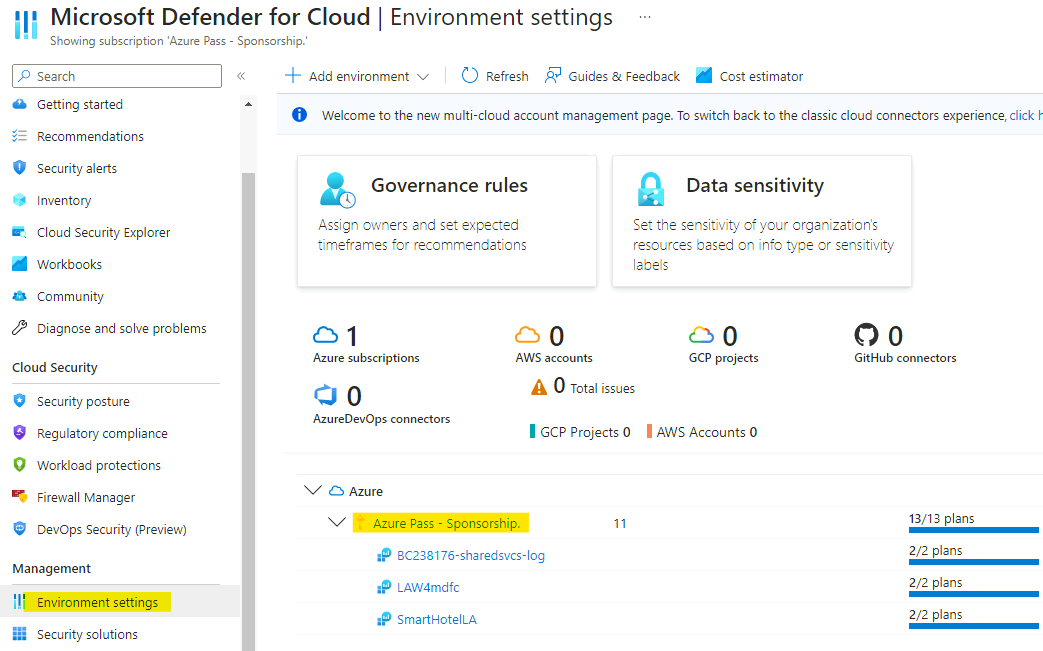 Microsoft Defender for Cloud | Environment settings ...
Showing subscription 'Azure Pass - Sponsorship.'
Search «
Getting started
Recommendations
Security alerts
Inventory
Cloud Security Explorer
Workbooks
Community
Diagnose and solve problems
Cloud Security
Security posture
Regulatory compliance
Workload protections
Firewall Manager
DevOps Security (Preview)
Management
Environment settings
Security solutions
Add environment Refresh Guides & Feedback Cost estimator
Welcome to the new multi-cloud account management page. To switch back to the classic cloud connectors experience, click
Governance rules
Assign owners and set expected
timeframes for recommendations
Data sensitivity
Set the sensitivity of your organization's
resources based on info type or sensitivity
labels
1
Azure subscriptions
0
AWS accounts
0
GCP projects
0
GitHub connectors
0
AzureDevOps connectors
0 Total issues
GCP Projects 0 AWS Accounts 0
Azure
Azure Pass - Sponsorship. 11 13/13 plans
BC238176-sharedsvcs-log 2/2 plans
LAW4mdfc 2/2 plans
SmartHotelLA 2/2 plans